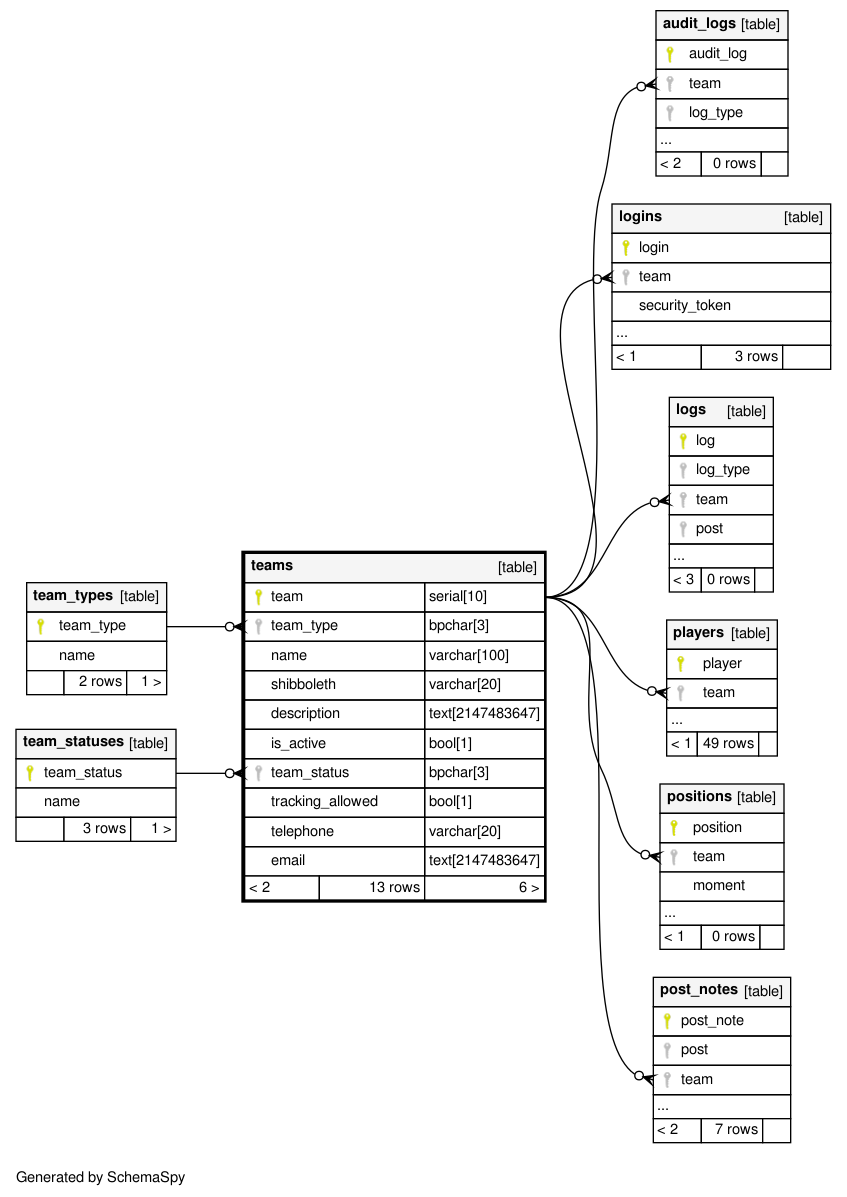 audit_logs [table]
audit_log
team
log_type
...
< 2 0 rows
logins [table]
login
team
security_token
...
< 1 3 rows
logs [table]
log
log_type
team
post
...
< 3 0 rows
teams [table]
team serial[10]
team_type bpchar[3]
name varchar[100]
shibboleth varchar[20]
description text[2147483647]
is_active bool[1]
team_status bpchar[3]
tracking_allowed bool[1]
telephone varchar[20]
email text[2147483647]
< 2 13 rows 6 >
team_types [table]
team_type
name
2 rows 1 >
team_statuses [table]
team_status
name
3 rows 1 >
players [table]
player
team
...
< 1 49 rows
positions [table]
position
team
moment
...
< 1 0 rows
post_notes [table]
post_note
post
team
...
< 2 7 rows
Generated by SchemaSpy